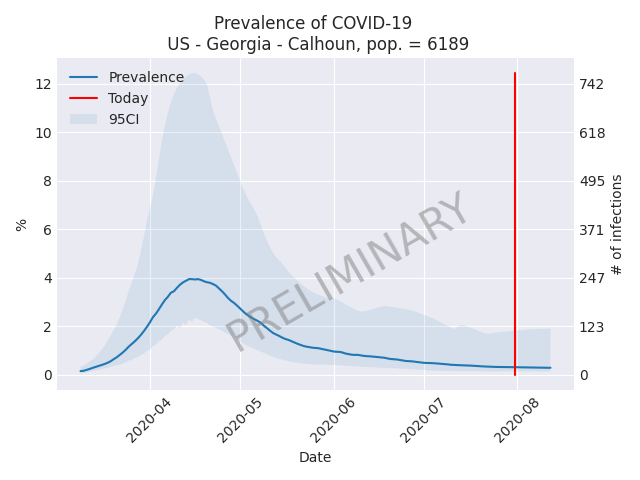 Prevalence of COVID-19
US - Georgia - Calhoun, pop. = 6189
Prevalence
Today
95CI
12
10
8
6
4
2
0
%
742
618
495
371
247
123
0
# of infections
PRELIMINARY
2020-04
2020-05
2020-06
2020-07
2020-08
Date